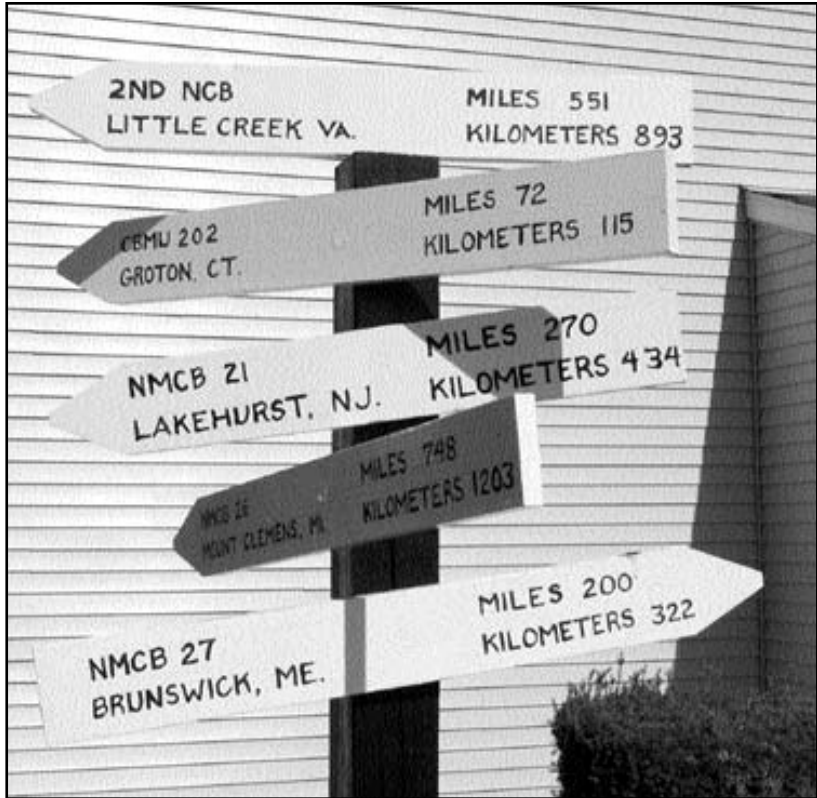 2ND NCB
LITTLE CREEK VA.
MILES 551
KILOMETERS 893
CBMU 202
GROTON, CT.
MILES 72
KILOMETERS 115
NMCB 21
LAKEHURST, NJ.
MILES 270
KILOMETERS 434
NMCB 26
MOUNT CLEMENS, MI.
MILES 748
KILOMETERS 1203
NMCB 27
BRUNSWICK, ME.
MILES 200
KILOMETERS 322